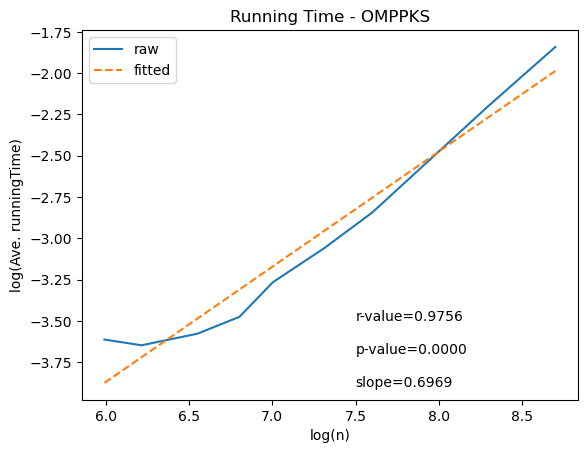 Running Time - OMPPKS
raw
fitted
log(Ave. runningTime)
−1.75
−2.00
−2.25
−2.50
−2.75
−3.00
−3.25
−3.50
−3.75
r-value=0.9756
p-value=0.0000
slope=0.6969
6.0 6.5 7.0 7.5 8.0 8.5
log(n)